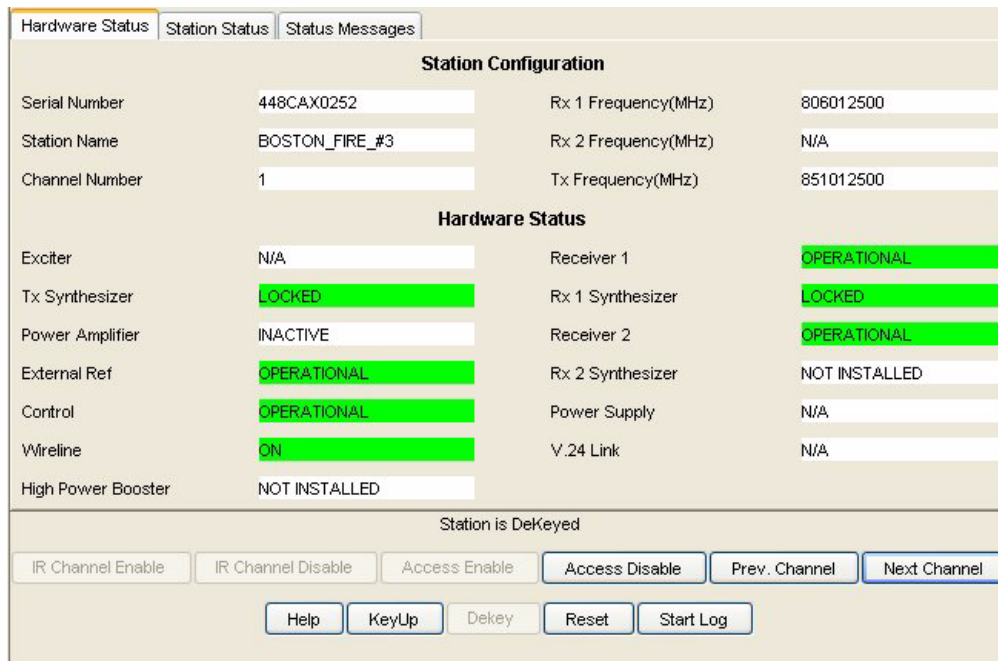 Hardware Status Station Status Status Messages
Station Configuration
Serial Number 448CAX0252 Rx 1 Frequency(MHz) 806012500
Station Name BOSTON_FIRE_#3 Rx 2 Frequency(MHz) N/A
Channel Number 1 Tx Frequency(MHz) 851012500
Hardware Status
Exciter N/A Receiver 1 OPERATIONAL
Tx Synthesizer LOCKED Rx 1 Synthesizer LOCKED
Power Amplifier INACTIVE Receiver 2 OPERATIONAL
External Ref OPERATIONAL Rx 2 Synthesizer NOT INSTALLED
Control OPERATIONAL Power Supply N/A
Wireline ON V.24 Link N/A
High Power Booster NOT INSTALLED
Station is DeKeyed
IR Channel Enable IR Channel Disable Access Enable Access Disable Prev. Channel Next Channel
Help KeyUp Dekey Reset Start Log